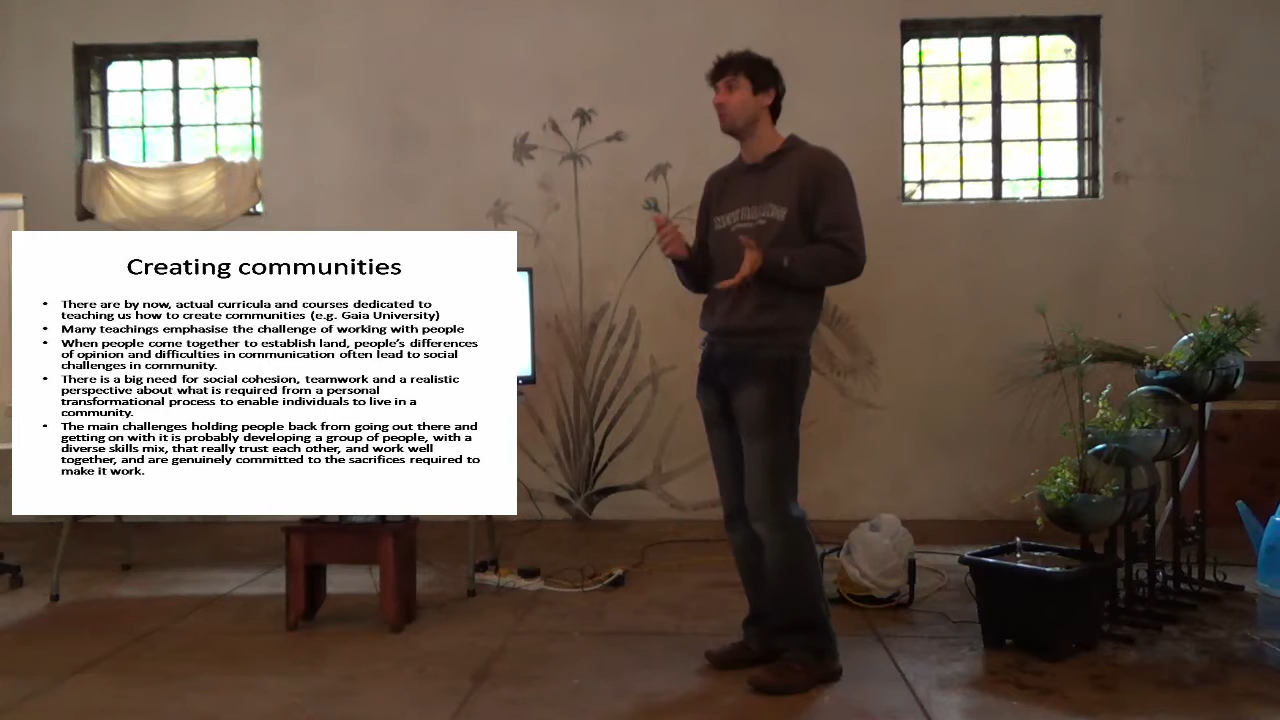 Creating communities
• There are by now, actual curricula and courses dedicated to
teaching us how to create communities (e.g. Gaia University)
• Many teachings emphasise the challenge of working with people
• When people come together to establish land, people's differences
of opinion and difficulties in communication often lead to social
challenges in community.
• There is a big need for social cohesion, teamwork and a realistic
perspective about what is required from a personal
transformational process to enable individuals to live in a
community.
• The main challenges holding people back from going out there and
getting on with it is probably developing a group of people, with a
diverse skills mix, that really trust each other, and work well
together, and are genuinely committed to the sacrifices required to
make it work.